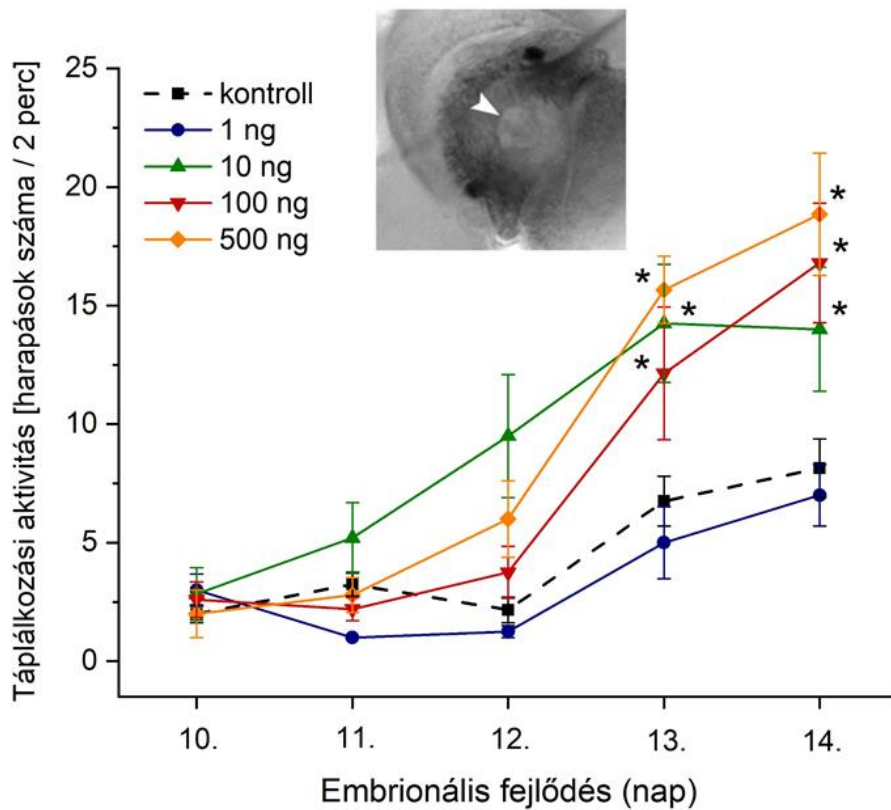 Táplálkozási aktivitás [harapások száma / 2 perc]
25
20
15
10
5
0
kontroll
1 ng
10 ng
100 ng
500 ng
*
*
*
*
*
*
10.
11.
12.
13.
14.
Embrionális fejlődés (nap)